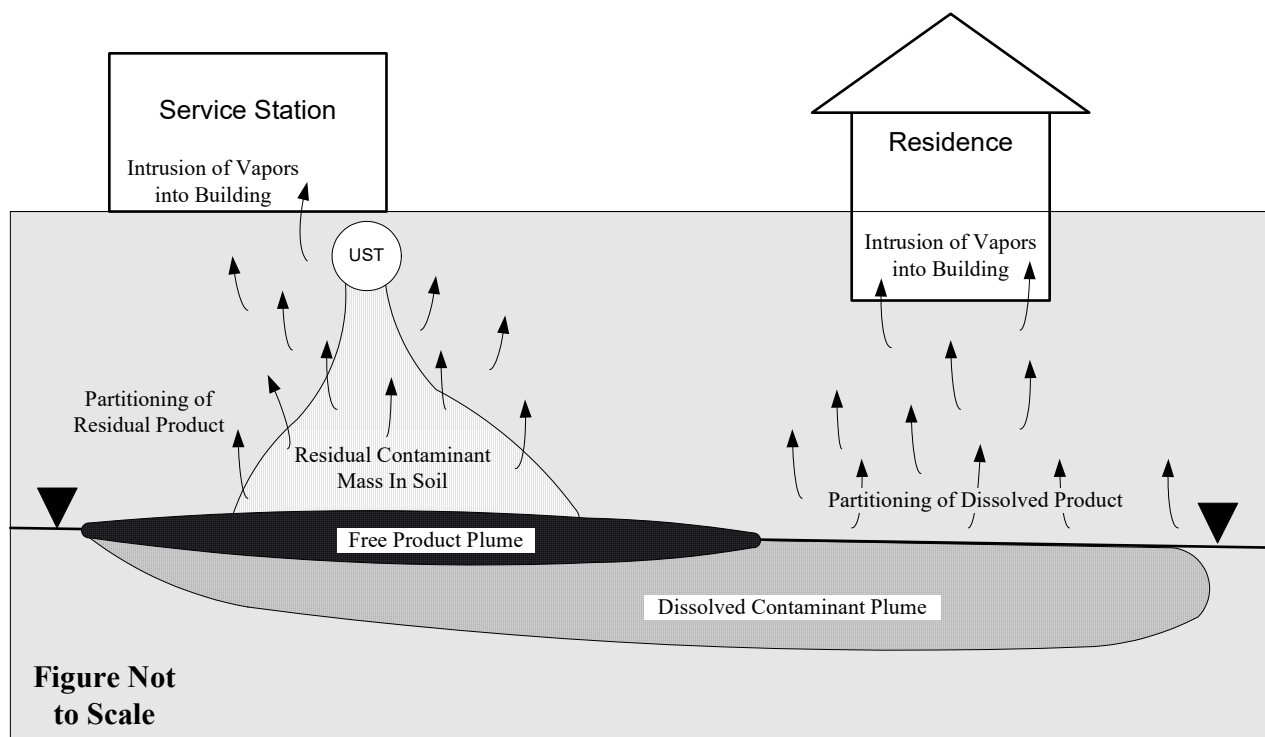 Service Station
Intrusion of Vapors
into Building
UST
Residence
Intrusion of Vapors
into Building
Partitioning of
Residual Product
Residual Contaminant
Mass In Soil
Partitioning of Dissolved Product
Free Product Plume
Dissolved Contaminant Plume
Figure Not
to Scale